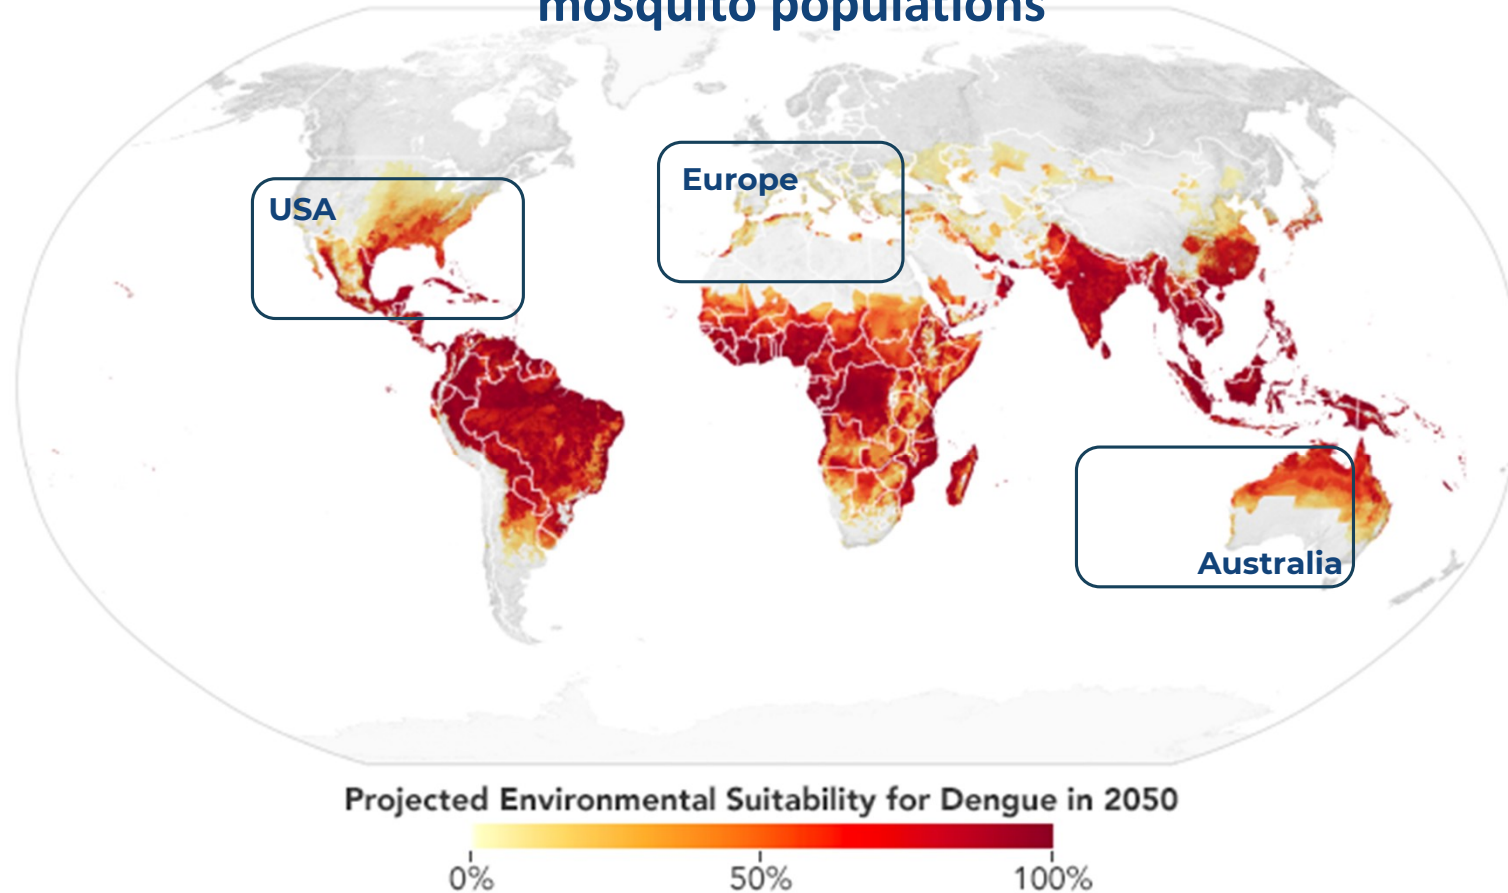 mosquito populations
USA
Europe
Australia
Projected Environmental Suitability for Dengue in 2050
0% 50% 100%